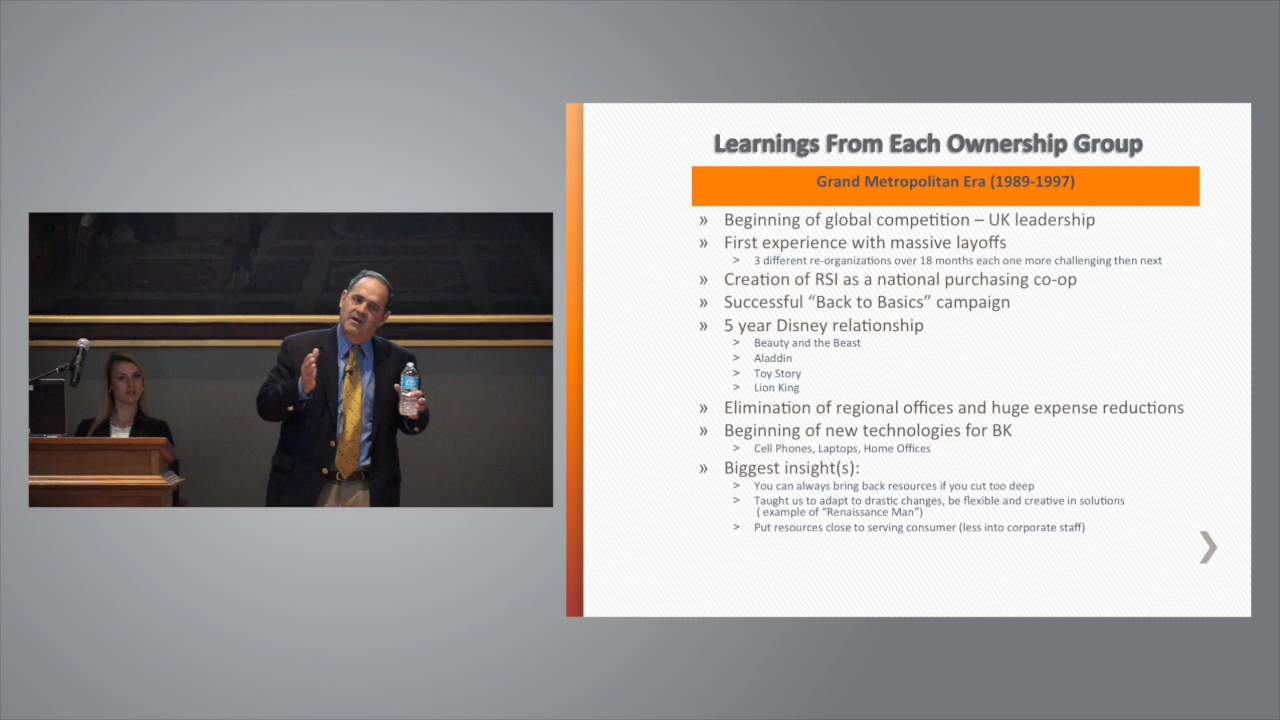 Learnings From Each Ownership Group
Grand Metropolitan Era (1989-1997)
» Beginning of global competition – UK leadership
» First experience with massive layoffs
> 3 different re-organizations over 18 months each one more challenging then next
» Creation of RSI as a national purchasing co-op
» Successful “Back to Basics” campaign
» 5 year Disney relationship
> Beauty and the Beast
> Aladdin
> Toy Story
> Lion King
» Elimination of regional offices and huge expense reductions
» Beginning of new technologies for BK
> Cell Phones, Laptops, Home Offices
» Biggest insight(s):
> You can always bring back resources if you cut too deep
> Taught us to adapt to drastic changes, be flexible and creative in solutions
( example of “Renaissance Man”)
> Put resources close to serving consumer (less into corporate staff)